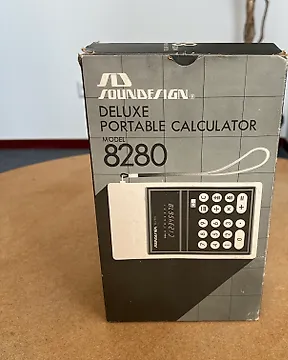 SD
SOUNDESIGN®
DELUXE
PORTABLE CALCULATOR
MODEL
8280